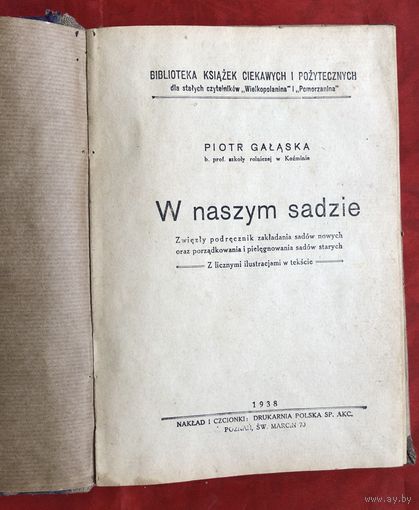 BIBLIOTEKA KSIĄŻEK CIEKAWYCH I POŻYTECZNYCH
dla stałych czytelników „Wielkopolanina" i „Pomorzanina"
PIOTR GAŁĄSKA
b. prof. szkoły rolniczej w Koźminie
W naszym sadzie
Zwięzły podręcznik zakładania sadów nowych
oraz porządkowania i pielęgnowania sadów starych
Z licznymi ilustracjami w tekście
1938
NAKŁAD I CZCIONKI: DRUKARNIA POLSKA SP. AKC.
POZNAŃ, ŚW. MARCIN 70
www.ay.by